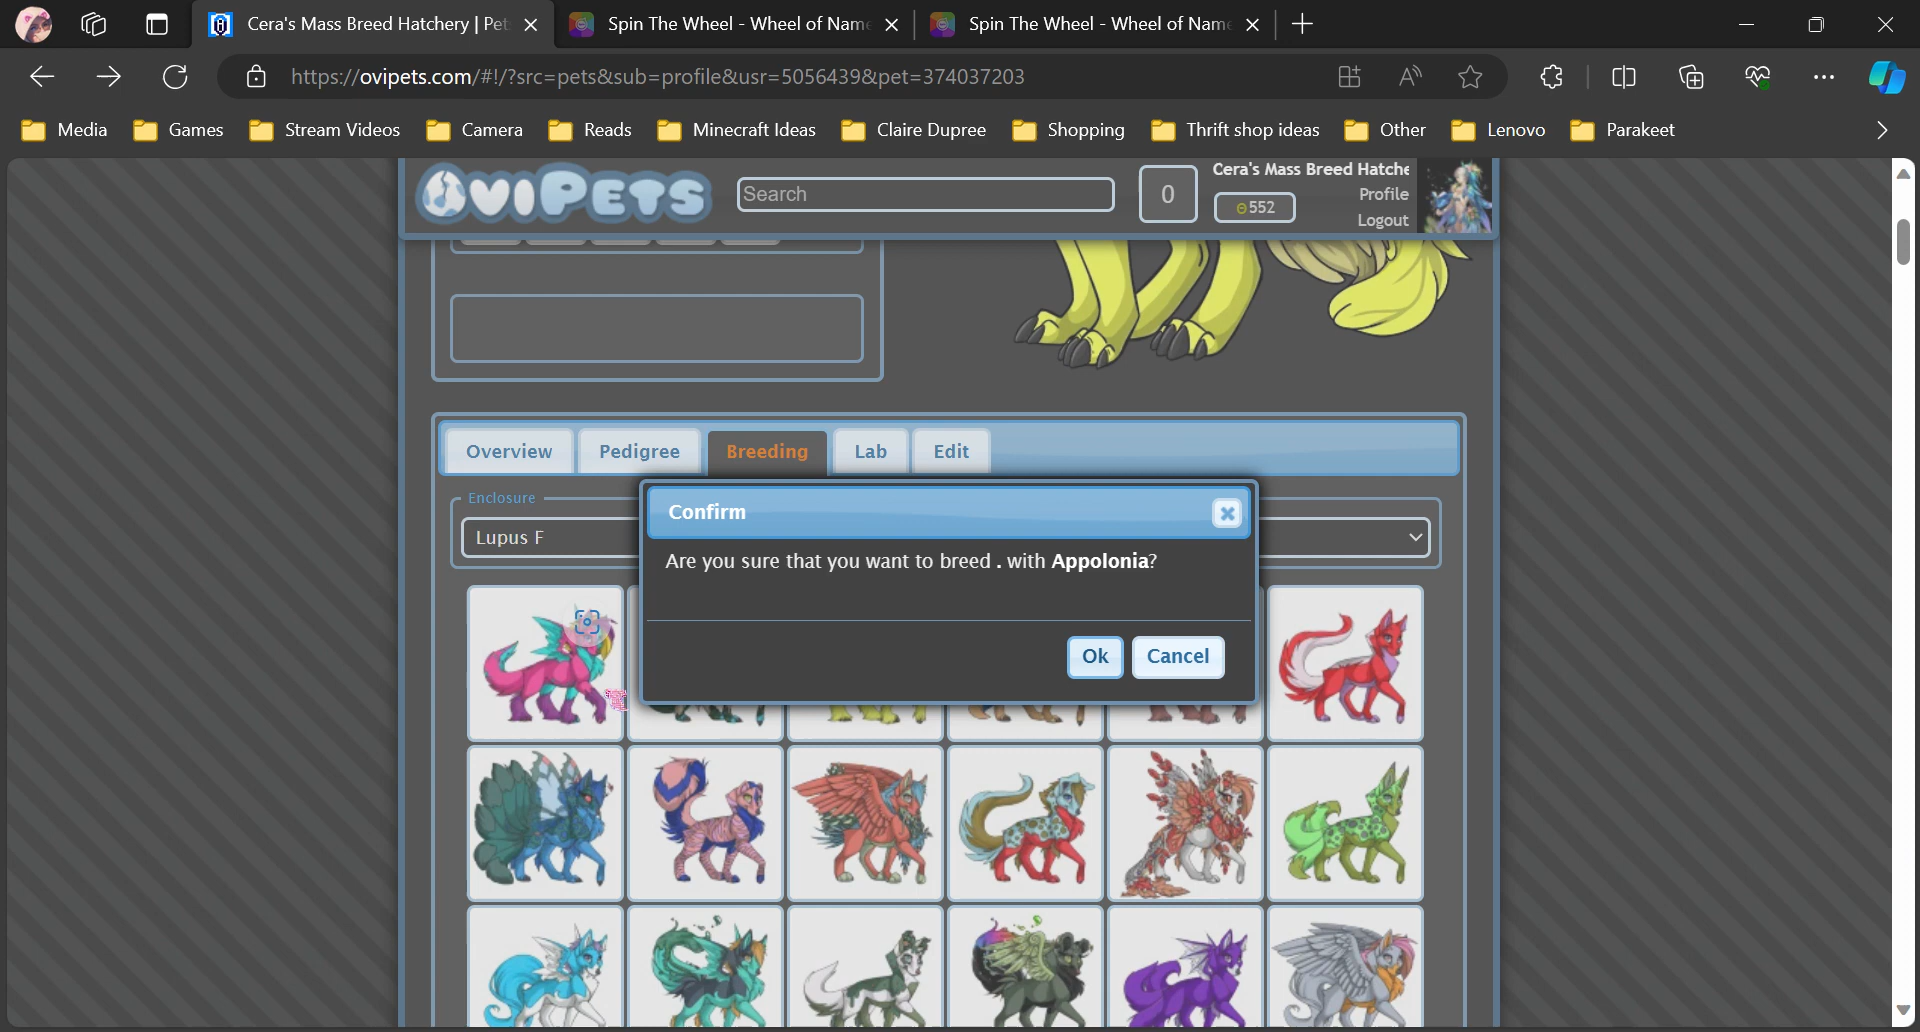 Cera's Mass Breed Hatchery | Pet
Spin The Wheel - Wheel of Name
Spin The Wheel - Wheel of Name
https://ovipets.com/#!/?src=pets&sub=profile&usr=5056439&pet=374037203
Media
Games
Stream Videos
Camera
Reads
Minecraft Ideas
Claire Dupree
Shopping
Thrift shop ideas
Other
Lenovo
Parakeet
OviPets
Search
0
Cera's Mass Breed Hatche
552
Profile
Logout
Overview
Pedigree
Breeding
Lab
Edit
Enclosure
Lupus F
Confirm
Are you sure that you want to breed . with Appolonia?
Ok
Cancel